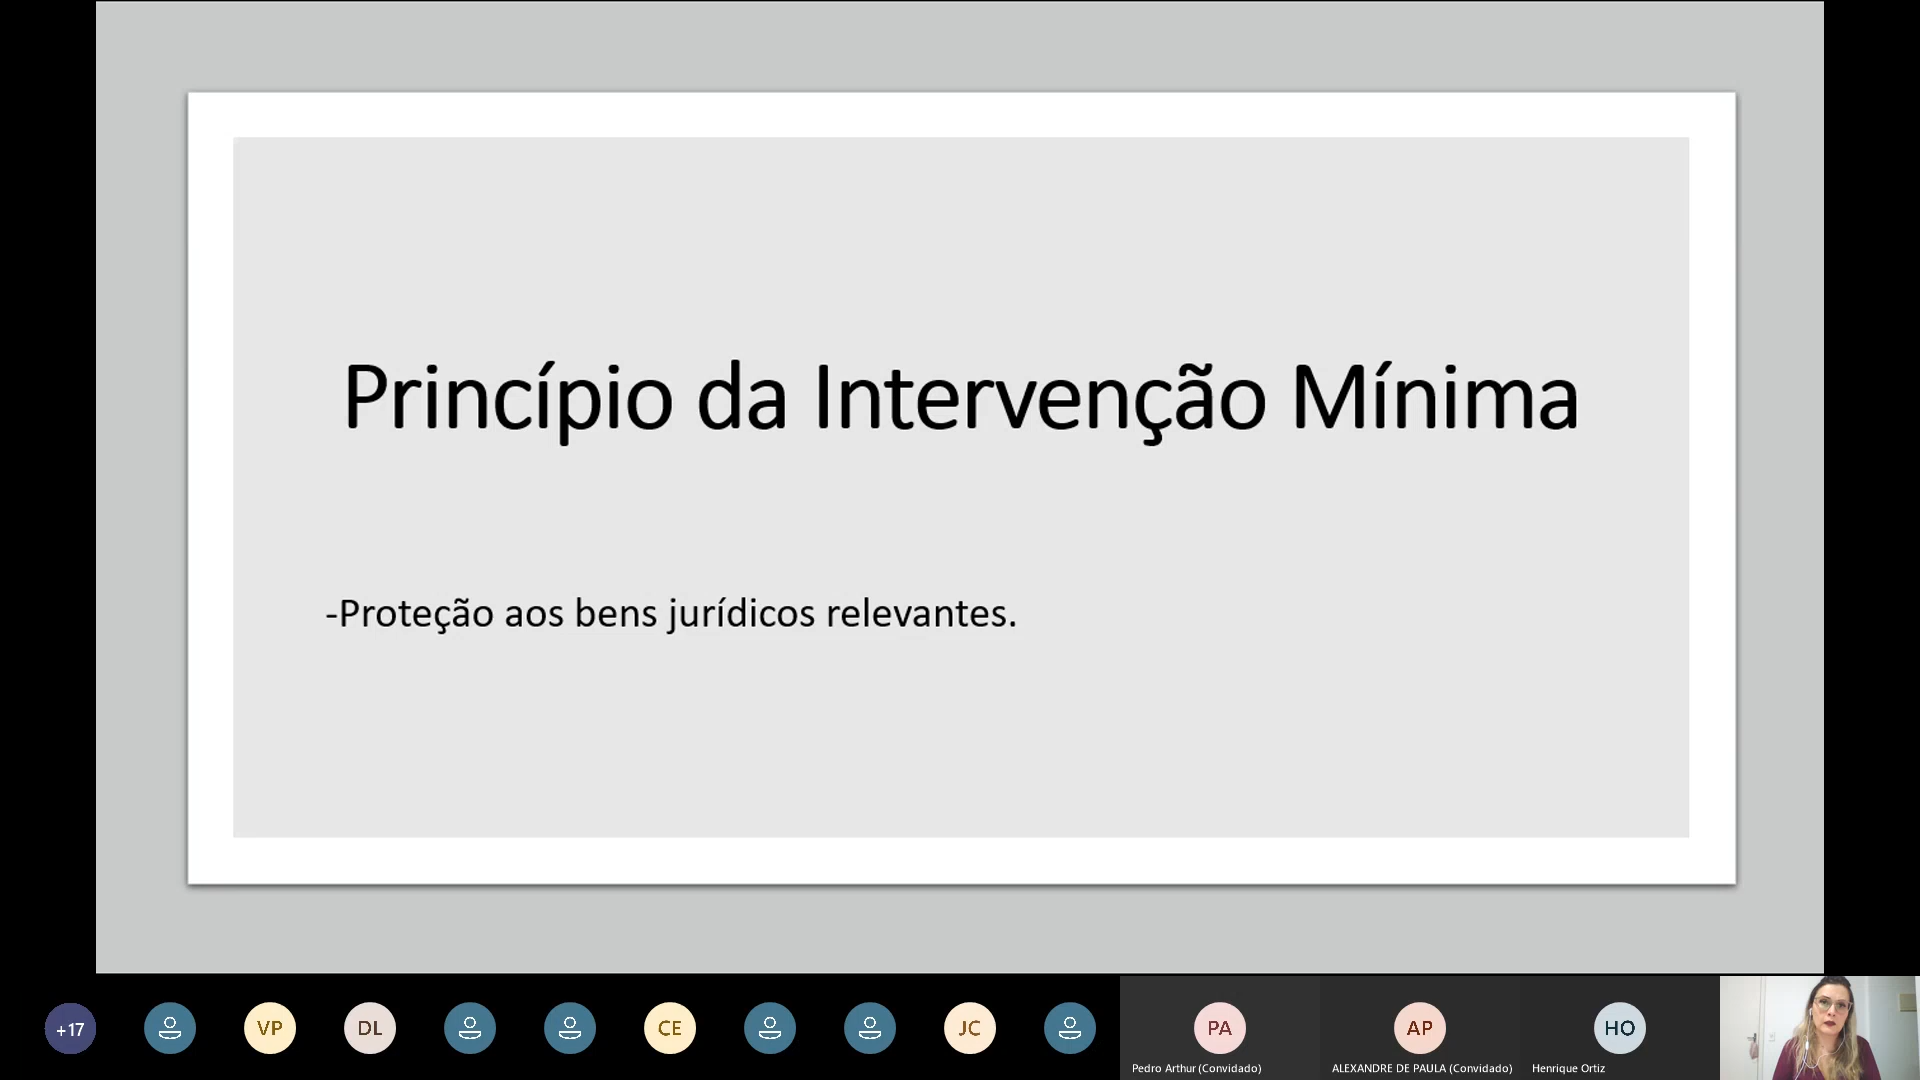 Princípio da Intervenção Mínima
-Proteção aos bens jurídicos relevantes.
+17
VP
DL
CE
JC
PA
AP
HO
Pedro Arthur (Convidado)
ALEXANDRE DE PAULA (Convidado)
Henrique Ortiz